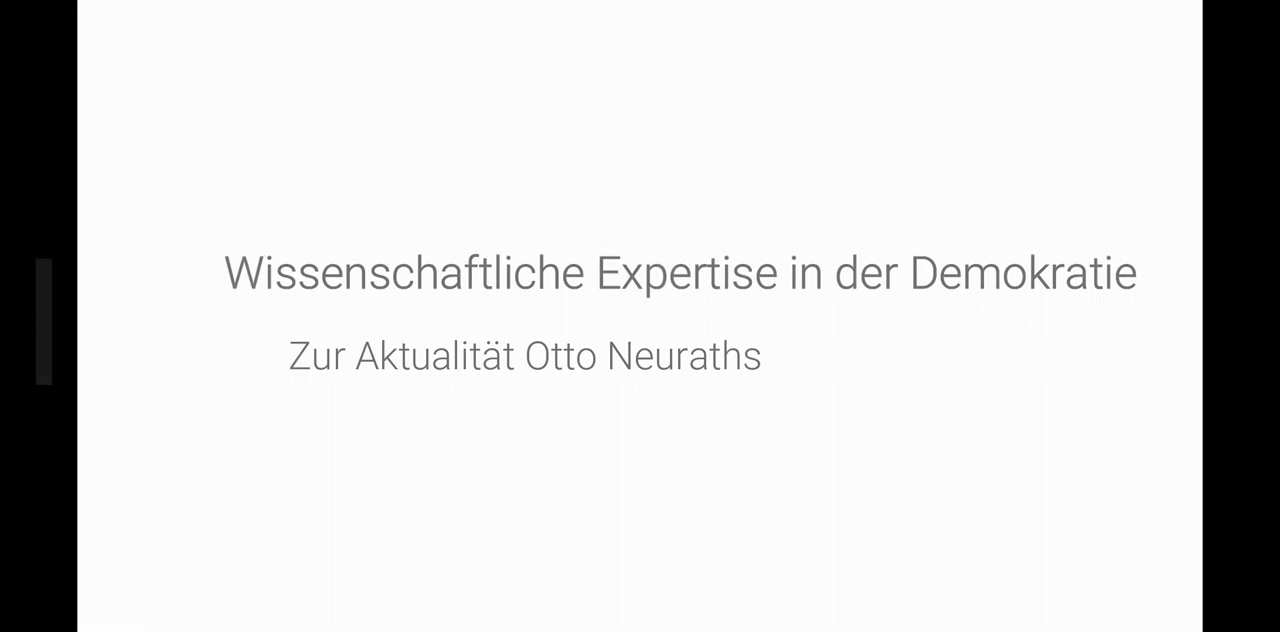 Wissenschaftliche Expertise in der Demokratie
Zur Aktualität Otto Neuraths